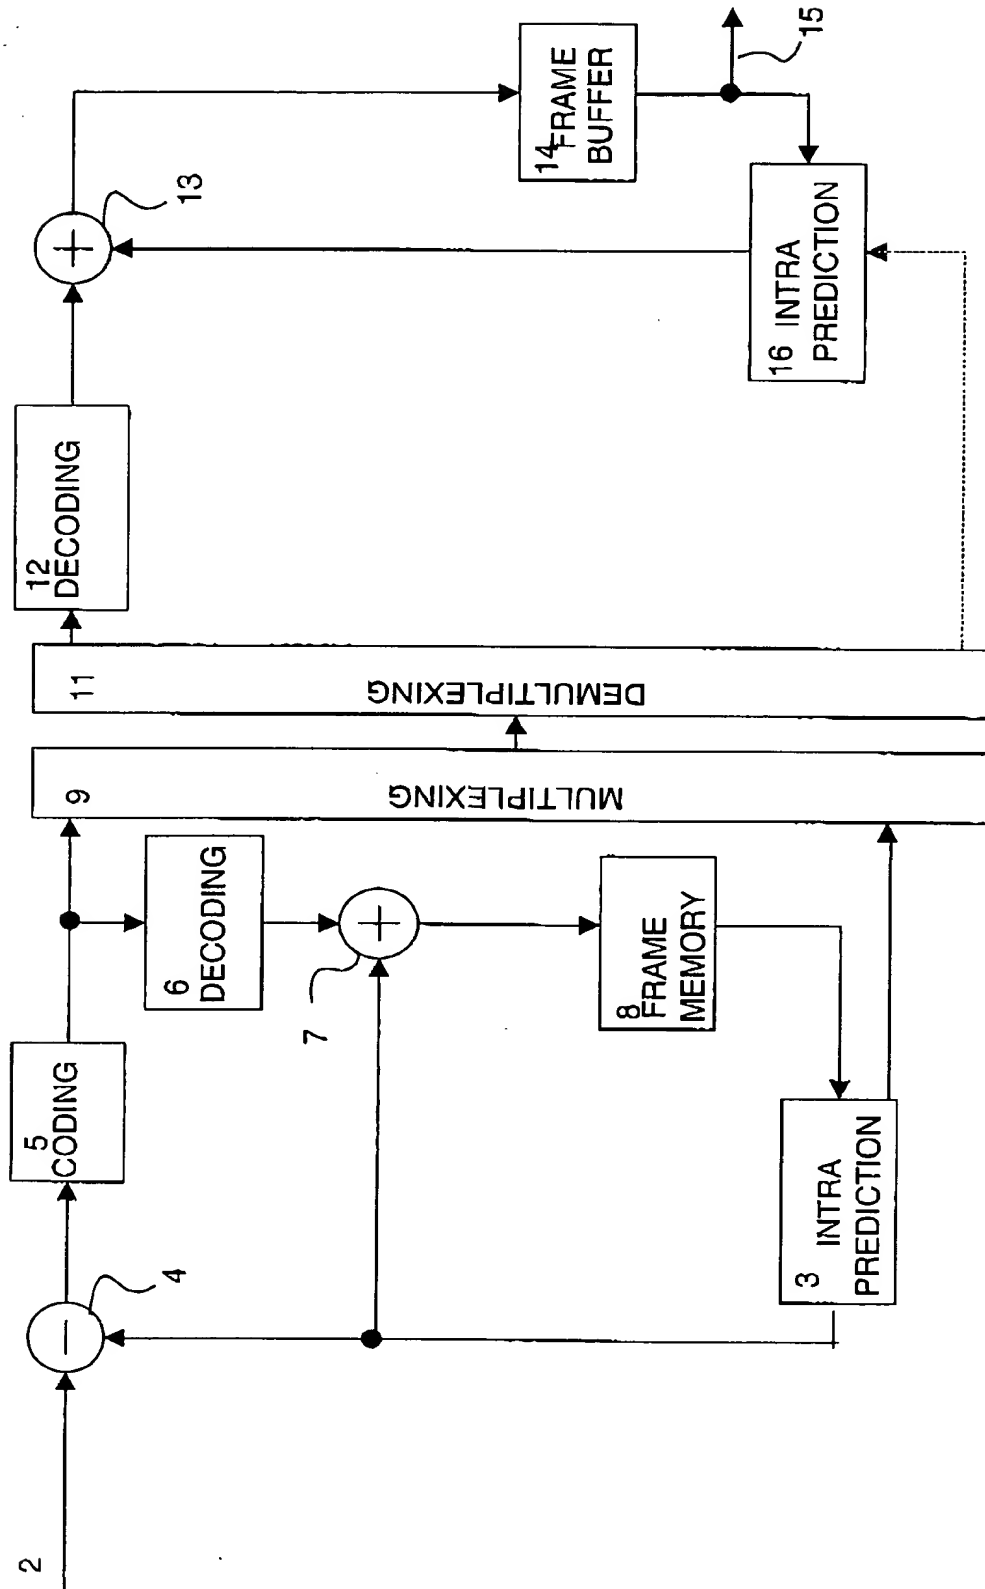 2
4
5
CODING
9
MULTIPLEXING
6
DECODING
7
8
FRAME
MEMORY
3
INTRA
PREDICTION
11
DEMULTIPLEXING
12
DECODING
13
14
FRAME
BUFFER
15
16 INTRA
PREDICTION